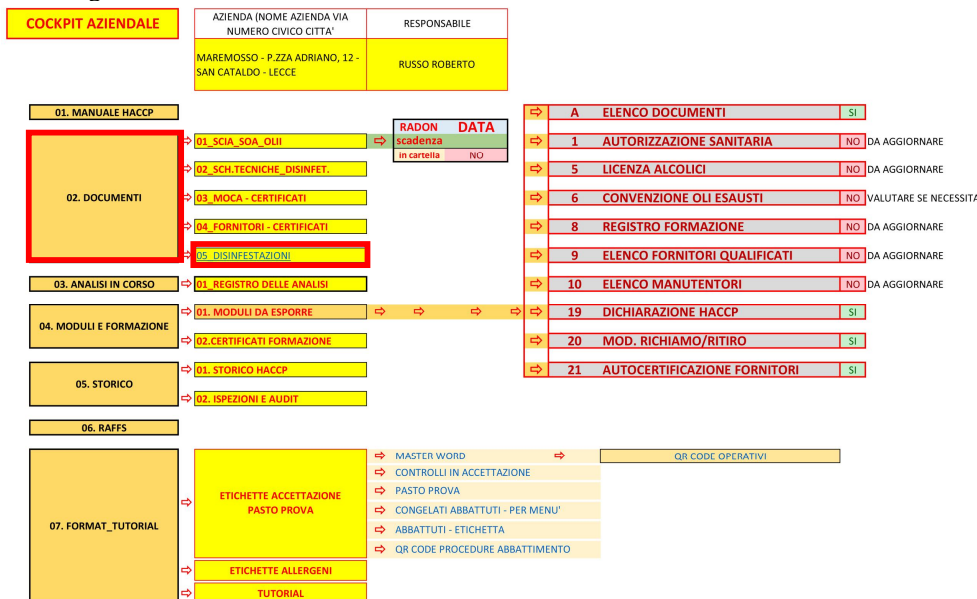 COCKPIT AZIENDALE
AZIENDA (NOME AZIENDA VIA
NUMERO CIVICO CITTA'
RESPONSABILE
MAREMOSSO - P.ZZA ADRIANO, 12 -
SAN CATALDO - LECCE
RUSSO ROBERTO
01. MANUALE HACCP
A ELENCO DOCUMENTI SI
RADON DATA
scadenza
in cartella NO
02. DOCUMENTI
01_SCIA_SOA_OLII
1 AUTORIZZAZIONE SANITARIA NO DA AGGIORNARE
02_SCH.TECNICHE_DISINFET.
5 LICENZA ALCOLICI NO DA AGGIORNARE
03_MOCA - CERTIFICATI
6 CONVENZIONE OLI ESAUSTI NO VALUTARE SE NECESSITA
04_FORNITORI - CERTIFICATI
8 REGISTRO FORMAZIONE NO DA AGGIORNARE
05_DISINFESTAZIONI
9 ELENCO FORNITORI QUALIFICATI NO DA AGGIORNARE
03. ANALISI IN CORSO
01_REGISTRO DELLE ANALISI
10 ELENCO MANUTENTORI NO DA AGGIORNARE
04. MODULI E FORMAZIONE
01. MODULI DA ESPORRE
19 DICHIARAZIONE HACCP SI
02.CERTIFICATI FORMAZIONE
20 MOD. RICHIAMO/RITIRO SI
05. STORICO
01. STORICO HACCP
21 AUTOCERTIFICAZIONE FORNITORI SI
02. ISPEZIONI E AUDIT
06. RAFFS
07. FORMAT_TUTORIAL
ETICHETTE ACCETTAZIONE
PASTO PROVA
MASTER WORD
QR CODE OPERATIVI
CONTROLLI IN ACCETTAZIONE
PASTO PROVA
CONGELATI ABBATTUTI - PER MENU'
ABBATTUTI - ETICHETTA
QR CODE PROCEDURE ABBATTIMENTO
ETICHETTE ALLERGENI
TUTORIAL